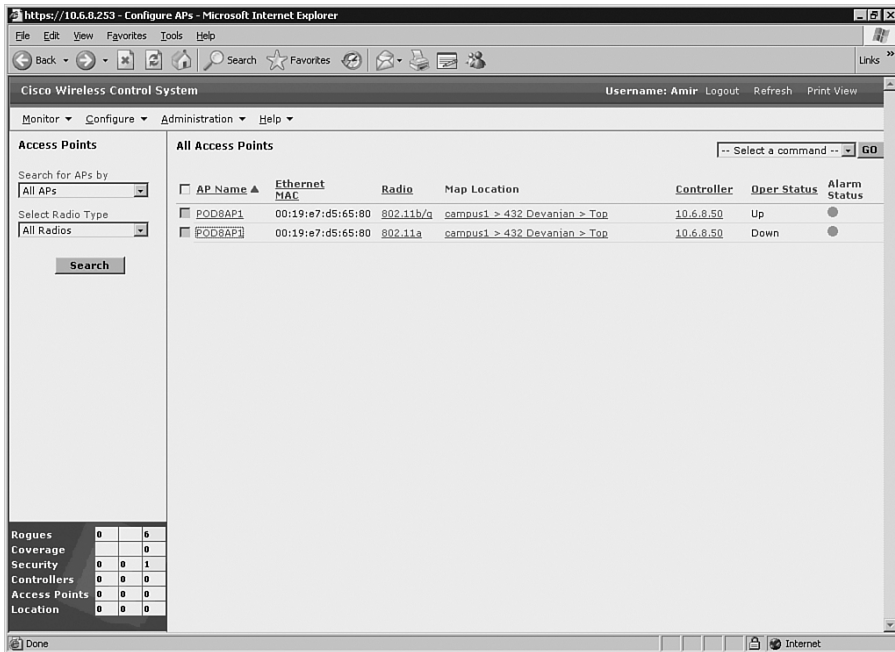 https://10.6.8.253 - Configure APs - Microsoft Internet Explorer
File Edit View Favorites Tools Help
Back Search Favorites Links »
Cisco Wireless Control System Username: Amir Logout Refresh Print View
Monitor Configure Administration Help
Access Points
All Access Points
-- Select a command -- GO
Search for APs by
All APs
Select Radio Type
All Radios
Search
AP Name Ethernet MAC Radio Map Location Controller Oper Status Alarm Status
POD8AP1 00:19:e7:d5:65:80 802.11b/g campus1 > 432 Devanian > Top 10.6.8.50 Up
POD8AP1 00:19:e7:d5:65:80 802.11a campus1 > 432 Devanian > Top 10.6.8.50 Down
Rogues 0 6
Coverage 0
Security 0 0 1
Controllers 0 0 0
Access Points 0 0 0
Location 0 0 0
Done Internet